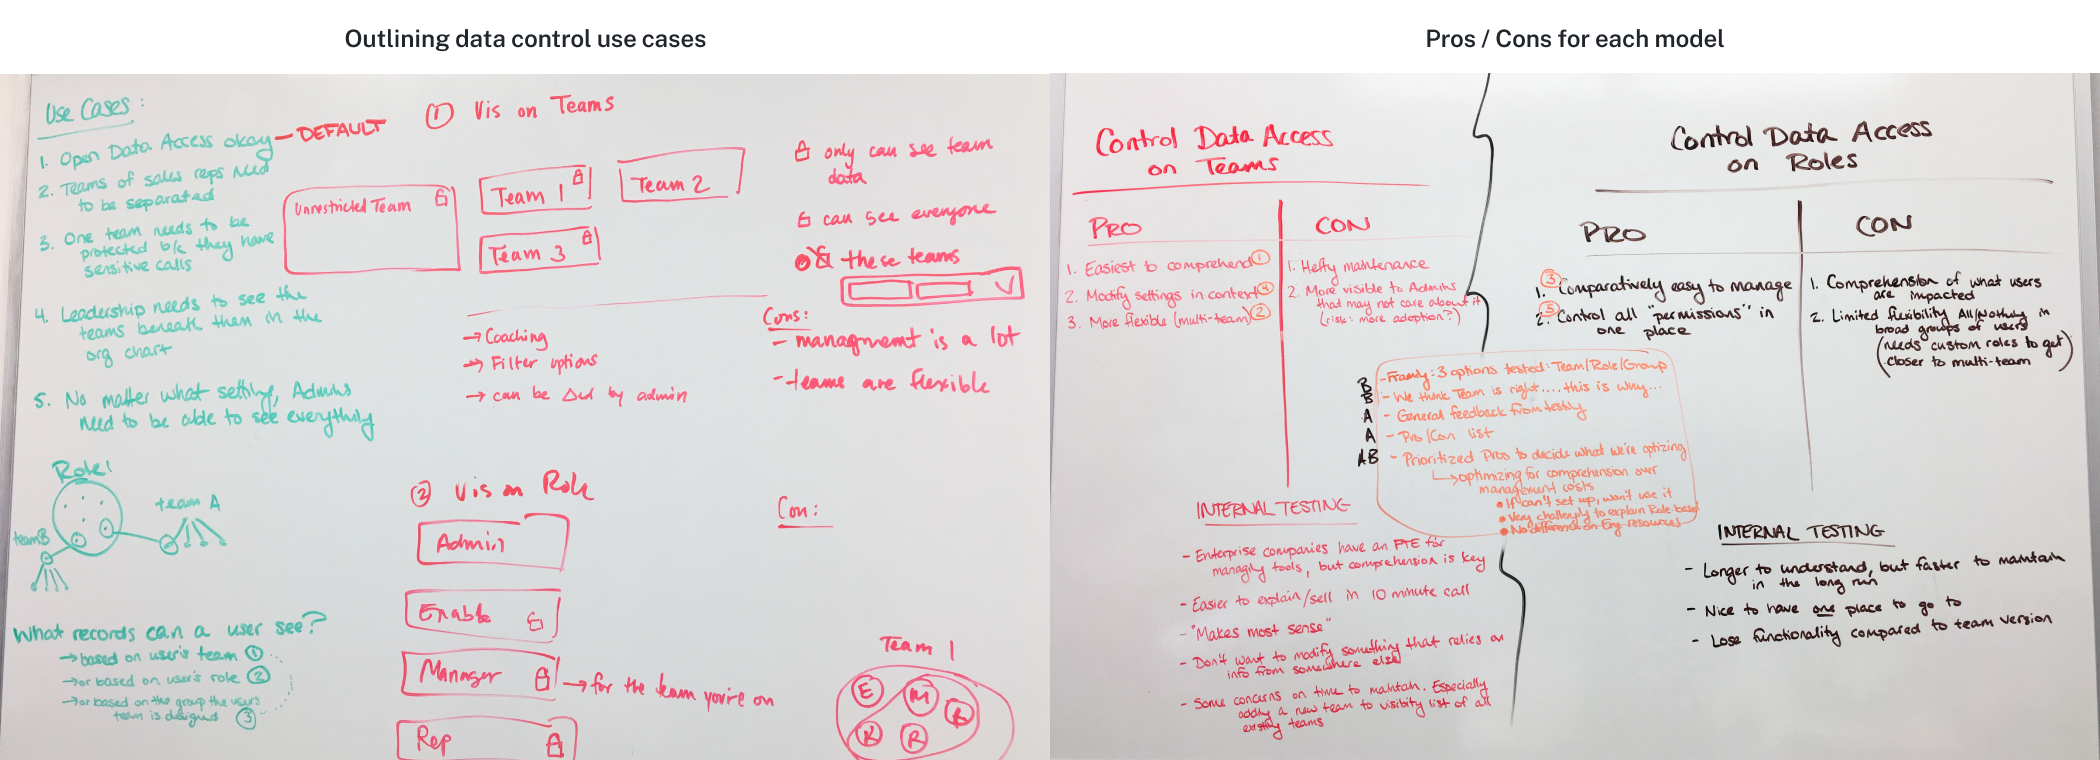 Outlining data control use cases
Use Cases:
1. Open Data Access okay – DEFAULT
2. Teams of sales reps need
to be separated
3. One team needs to be
protected b/c they have
sensitive calls
4. Leadership needs to see the
teams beneath them in the
org chart
5. No matter what setting, Admins
need to be able to see everything
Role 1
team A
team B
What records can a user see?
→ based on user's team ①
→ or based on user's role ②
→ or based on the group the user's
team is assigned ③
① Vis on Teams
Unrestricted Team
Team 1
Team 2
Team 3
only can see team
data
can see everyone
these teams
→ Coaching
→ Filter options
→ can be Δed by admin
Cons:
- managment is a lot
- teams are flexible
② Vis on Role
Admin
Enable
Manager
→ for the team you're on
Rep
Con:
Team 1
E
M
R
R
R
Pros / Cons for each model
Control Data Access
on Teams
PRO
1. Easiest to comprehend ①
2. Modify settings in context ④
3. More flexible (multi-team) ②
CON
1. Hefty maintenance
2. More visible to Admins
that may not care about it
(risk: more adoption?)
INTERNAL TESTING
- Enterprise companies have an FTE for
managing tools, but comprehension is key
- Easier to explain/sell in 10 minute call
- "Makes most sense"
- Don't want to modify something that relies on
info from somewhere else
- Some concerns on time to maintain. Especially
adding a new team to visibility list of all
existing teams
B - Framing: 3 options tested: Team/Role/Group
B - We think Team is right.... this is why...
A - General feedback from testing
A - Pro/Con list
AB - Prioritized Pros to decide what we're optizing
↳ optimizing for comprehension over
management costs
• If can't set up, won't use it
• Very challenging to explain Role based
• No difference on Eng resources
Control Data Access
on Roles
PRO
③
1. Comparatively easy to manage
⑤
2. Control all "permissions" in
one place
CON
1. Comprehension of what users
are impacted
2. Limited flexibility All/Nothing in
broad groups of users
(needs custom roles to get
closer to multi-team)
INTERNAL TESTING
- Longer to understand, but faster to maintain
in the long run
- Nice to have one place to go to
- Lose functionality compared to team version